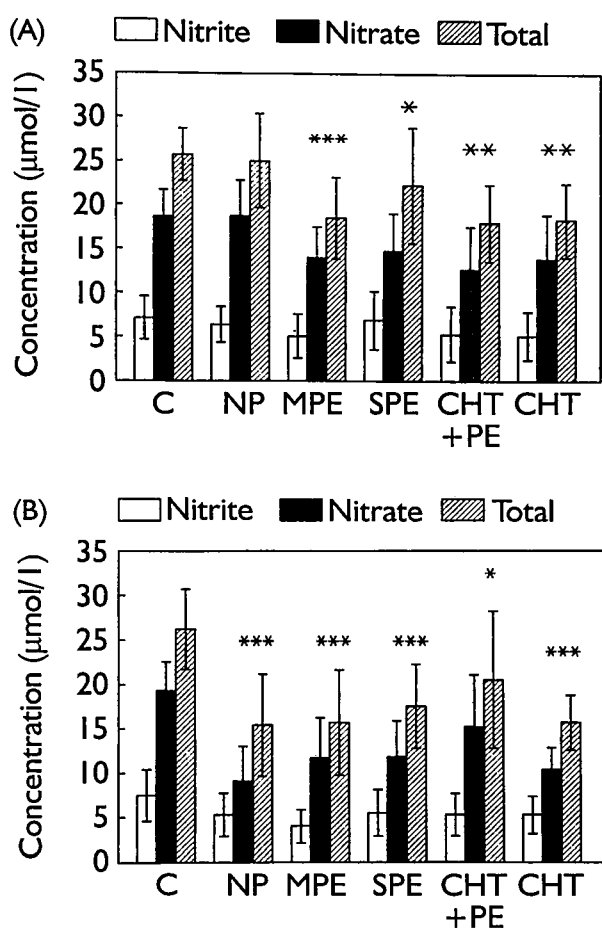 (A) Nitrite Nitrate Total
Concentration (μmol/l)
35
30
25
20
15
10
5
0
*** * ** **
C NP MPE SPE CHT CHT
+PE
(B) Nitrite Nitrate Total
Concentration (μmol/l)
35
30
25
20
15
10
5
0
*** *** *** * ***
C NP MPE SPE CHT CHT
+PE